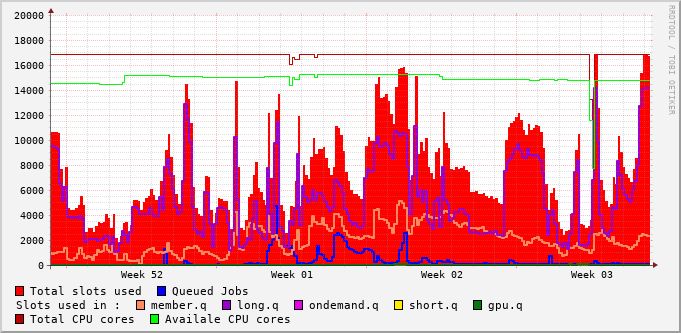 RRDTOOL / TOBI OETIKER
20000
18000
16000
14000
12000
10000
8000
6000
4000
2000
0
Week 52 Week 01 Week 02 Week 03
Total slots used Queued Jobs
Slots used in : member.q long.q ondemand.q short.q gpu.q
Total CPU cores Availale CPU cores